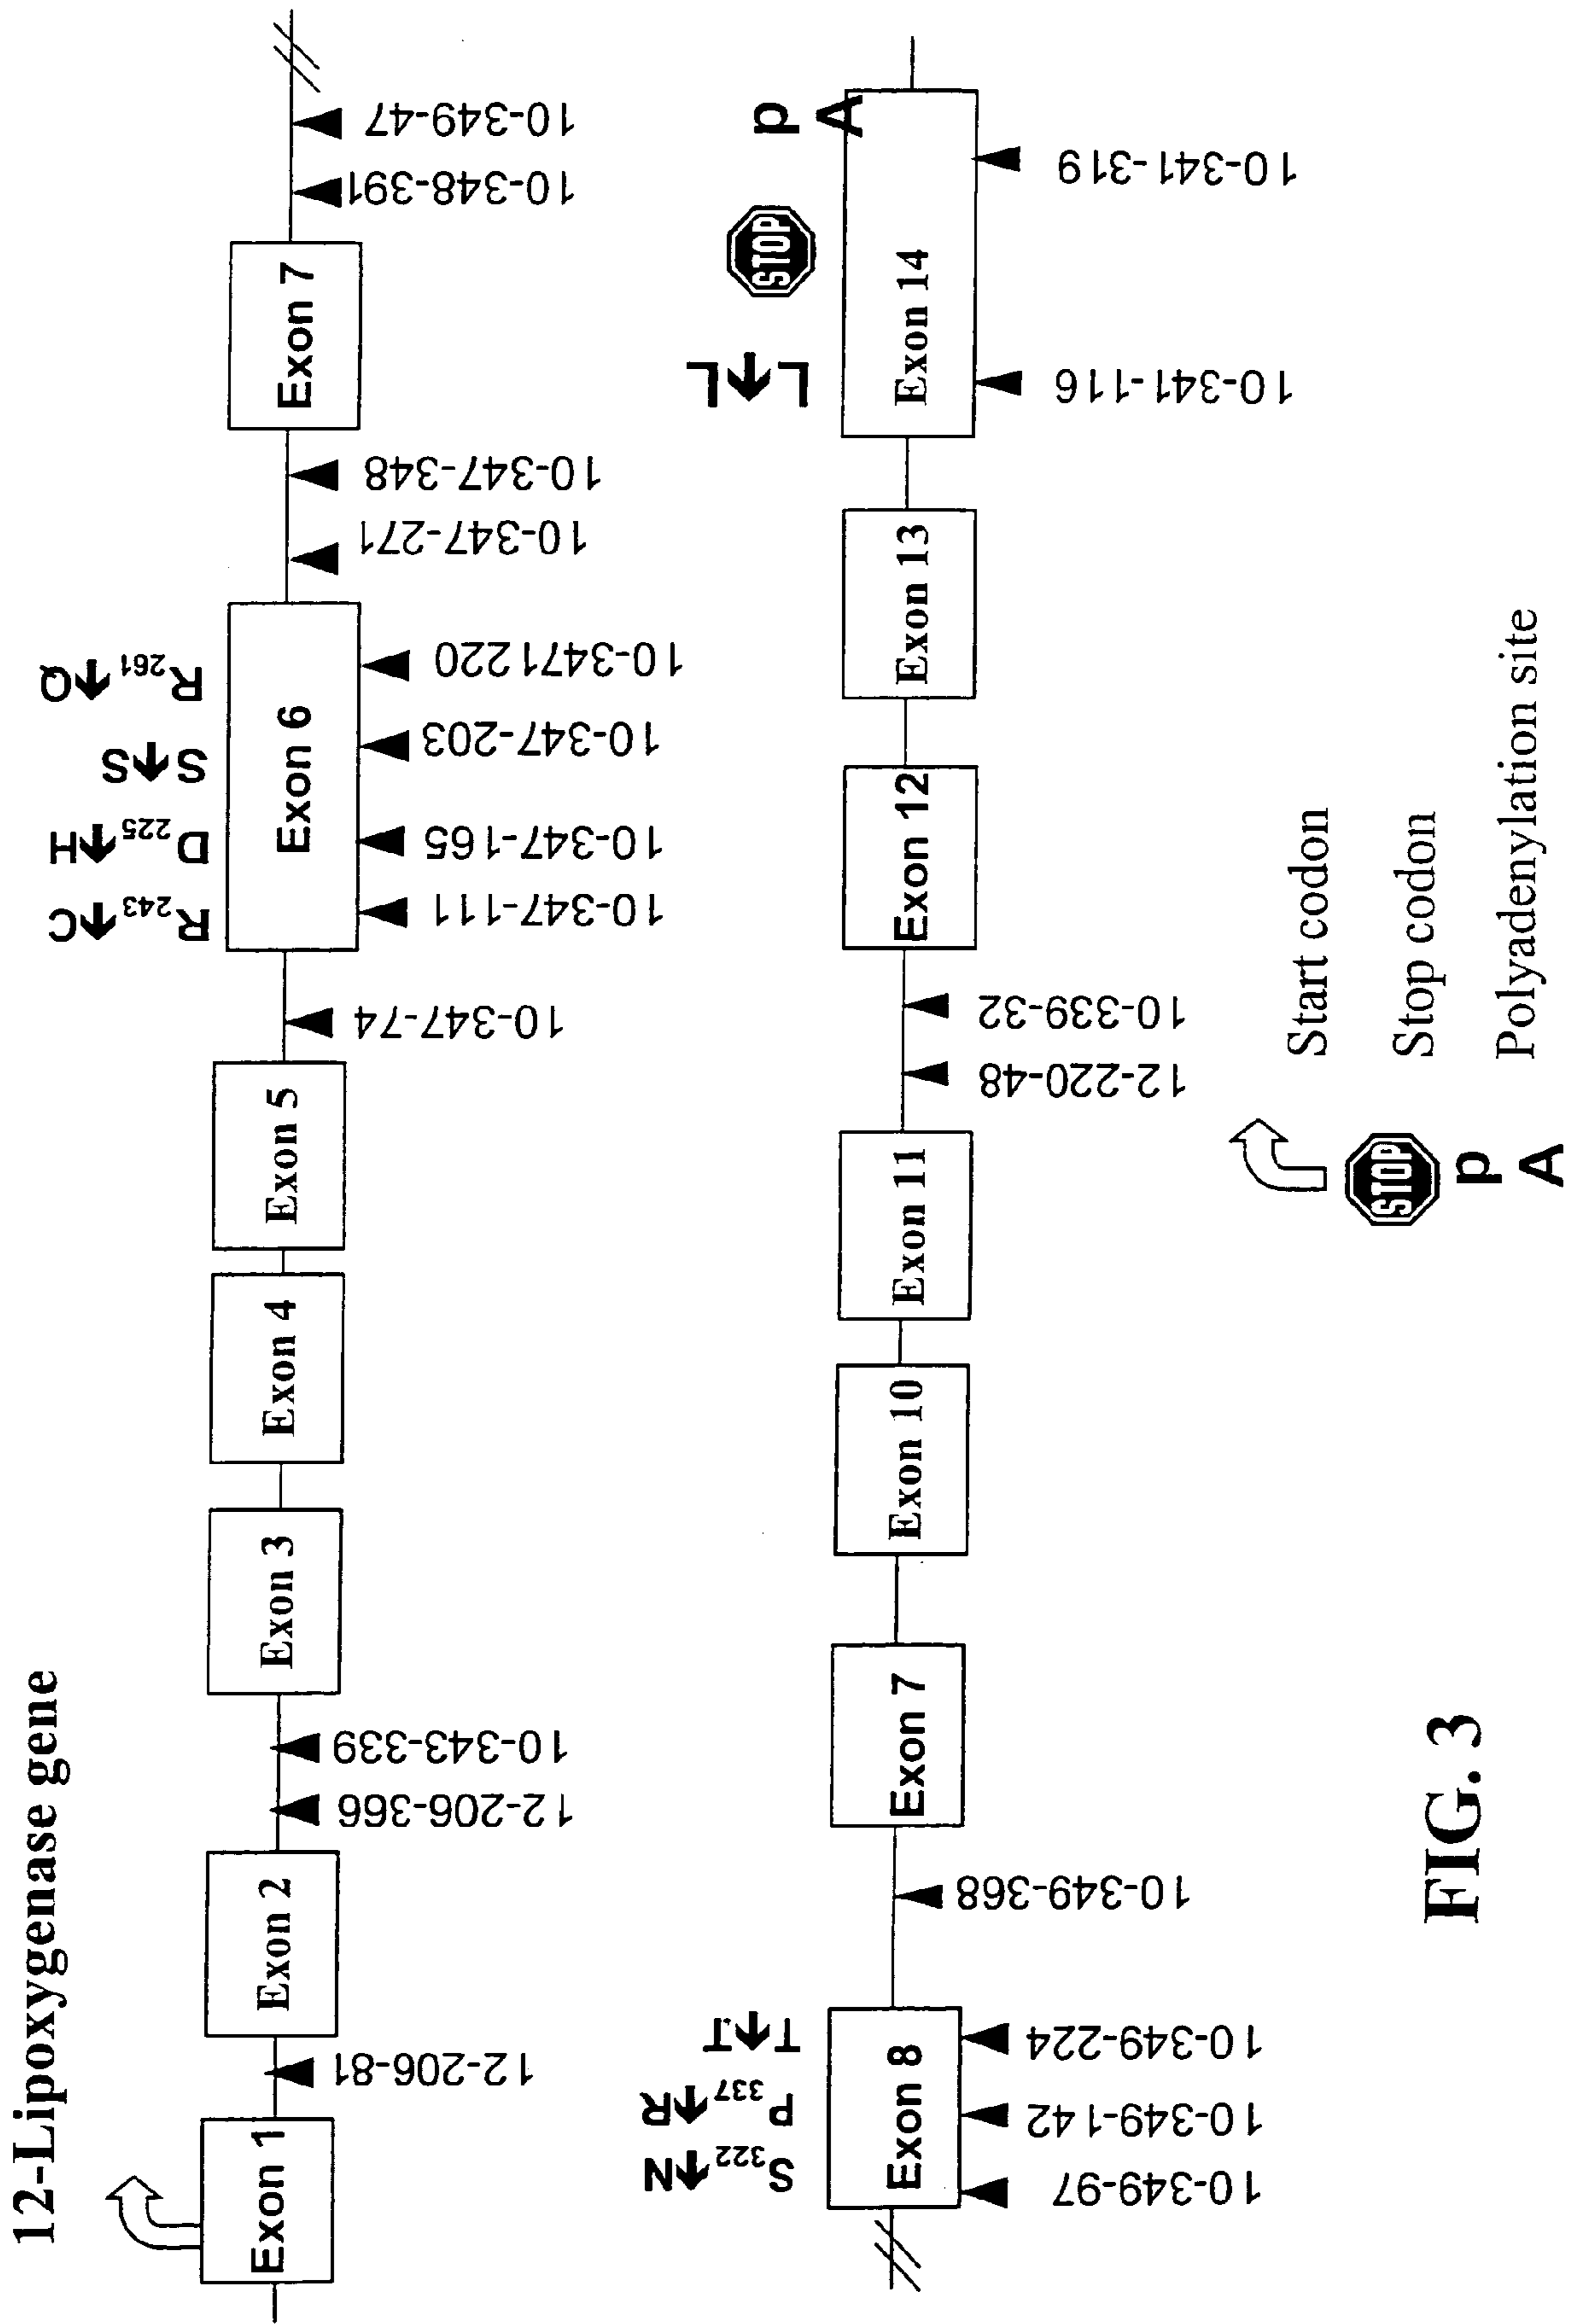 12-Lipoxygenase gene
R243→C
D225→H
S→S
R261→Q
Exon 1
Exon 2
Exon 3
Exon 4
Exon 5
Exon 6
Exon 7
12-206-81
12-206-366
10-343-339
10-347-74
10-347-111
10-347-165
10-347-203
10-3471220
10-347-271
10-347-348
10-348-391
10-349-47
S322→N
P337→R
T→T
L→L
STOP
p
A
Exon 8
Exon 7
Exon 10
Exon 11
Exon 12
Exon 13
Exon 14
10-349-97
10-349-142
10-349-224
10-349-368
12-220-48
10-339-32
10-341-116
10-341-319
Start codon
STOP
Stop codon
p
A
Polyadenylation site
FIG. 3